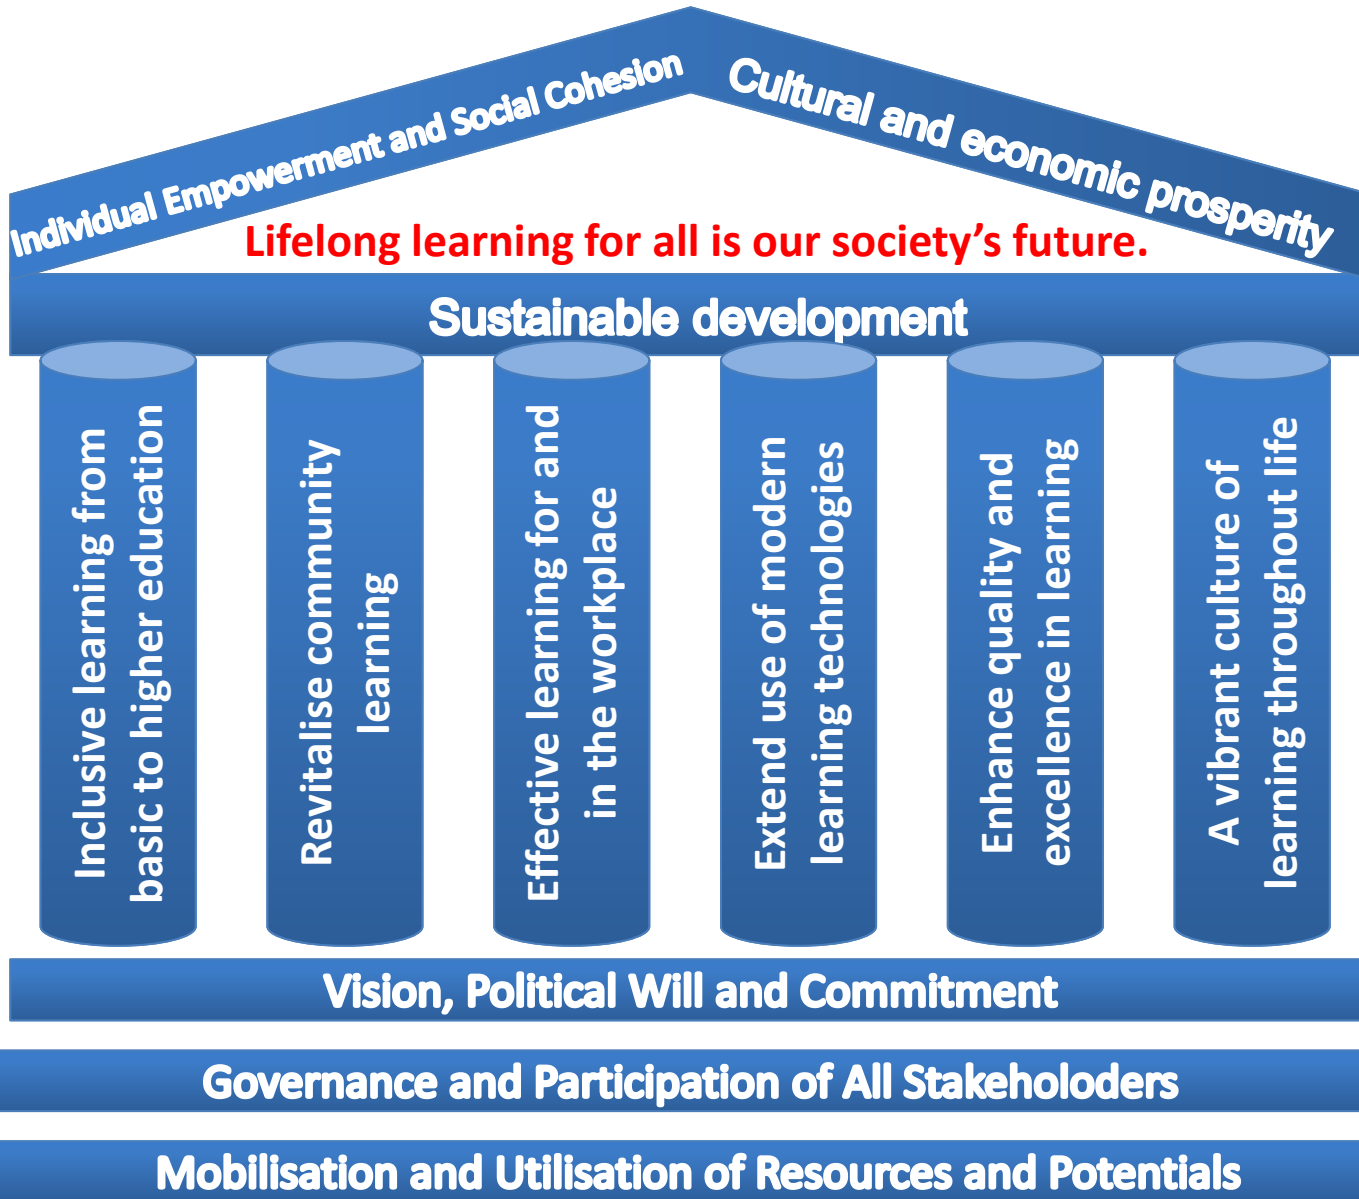 Individual Empowerment and Social Cohesion
Cultural and economic prosperity
Lifelong learning for all is our society’s future.
Sustainable development
Inclusive learning from
basic to higher education
Revitalise community
learning
Effective learning for and
in the workplace
Extend use of modern
learning technologies
Enhance quality and
excellence in learning
A vibrant culture of
learning throughout life
Vision, Political Will and Commitment
Governance and Participation of All Stakeholoders
Mobilisation and Utilisation of Resources and Potentials